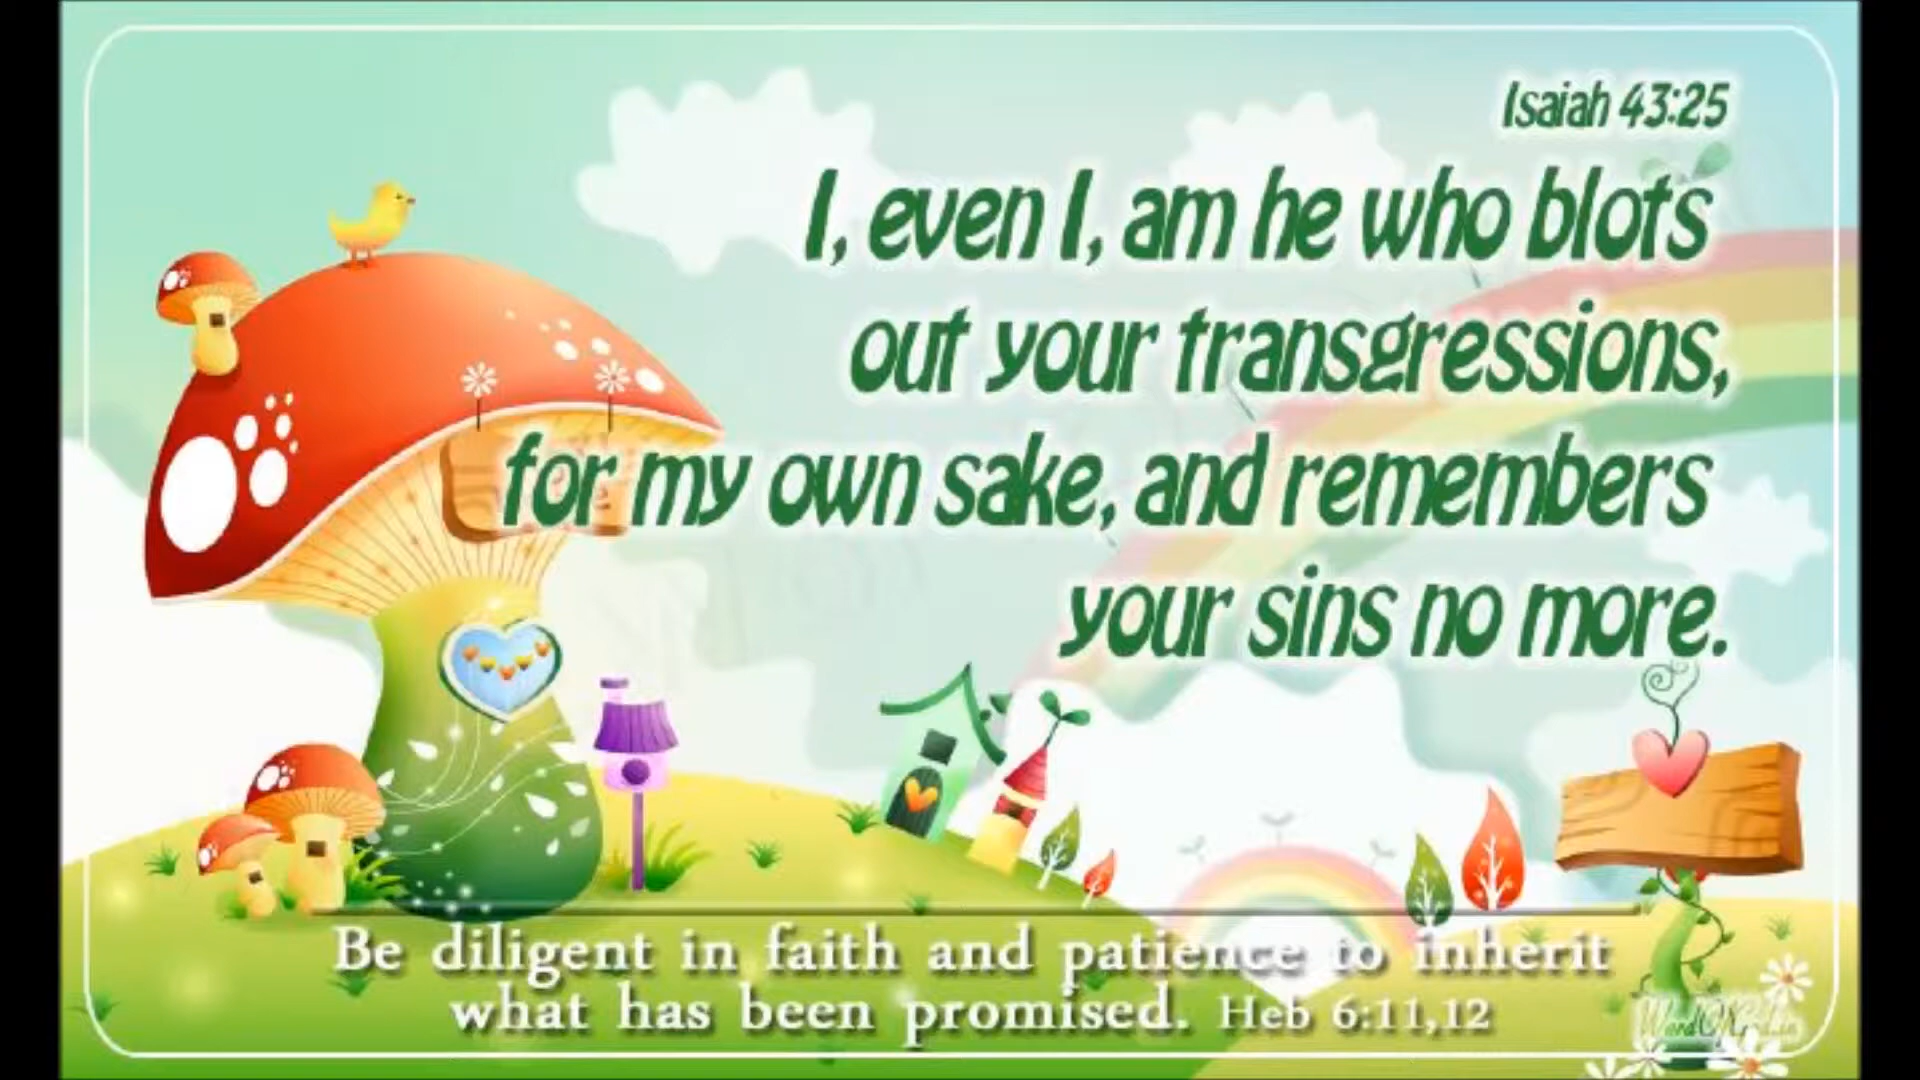 Isaiah 43:25
I, even I, am he who blots
out your transgressions,
for my own sake, and remembers
your sins no more.
Be diligent in faith and patience to inherit
what has been promised. Heb 6:11,12